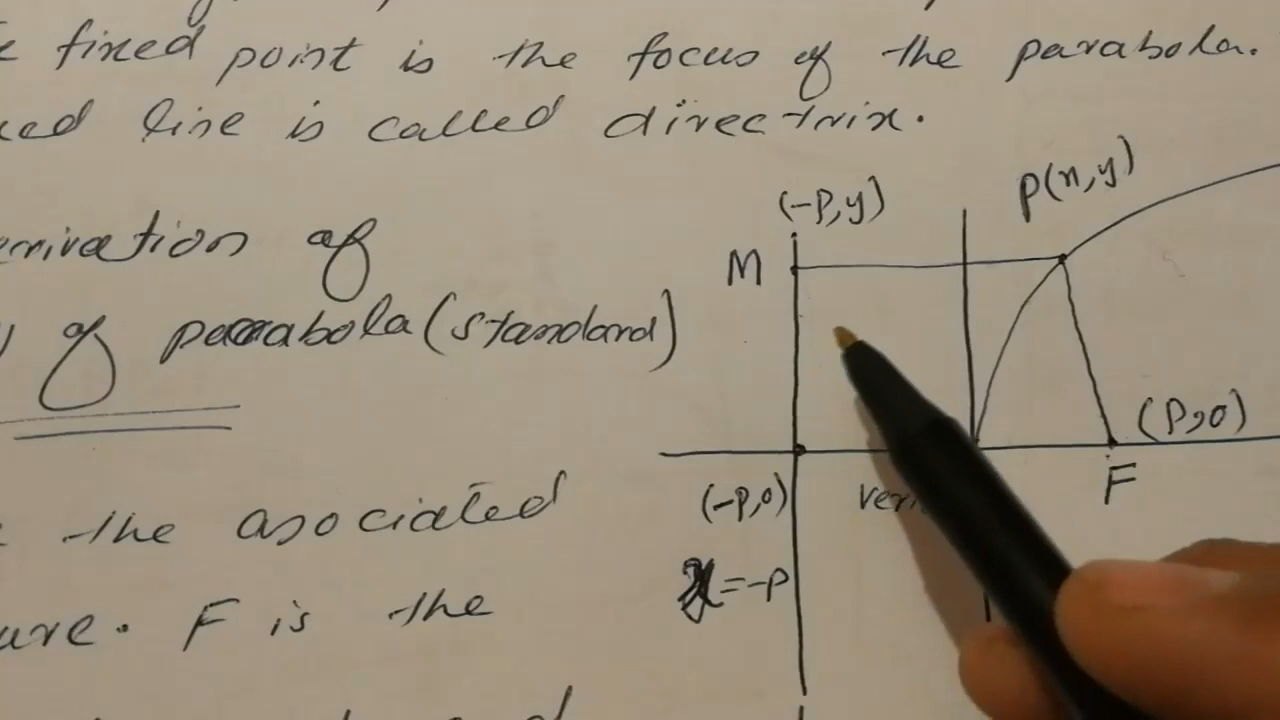 fixed point is the focus of the parabola.
line is called directrix.
of
of parabola (standard)
the asociated
F is the
P(x,y)
(-P,y)
M
(P,0)
F
(-P,0)
x=-P